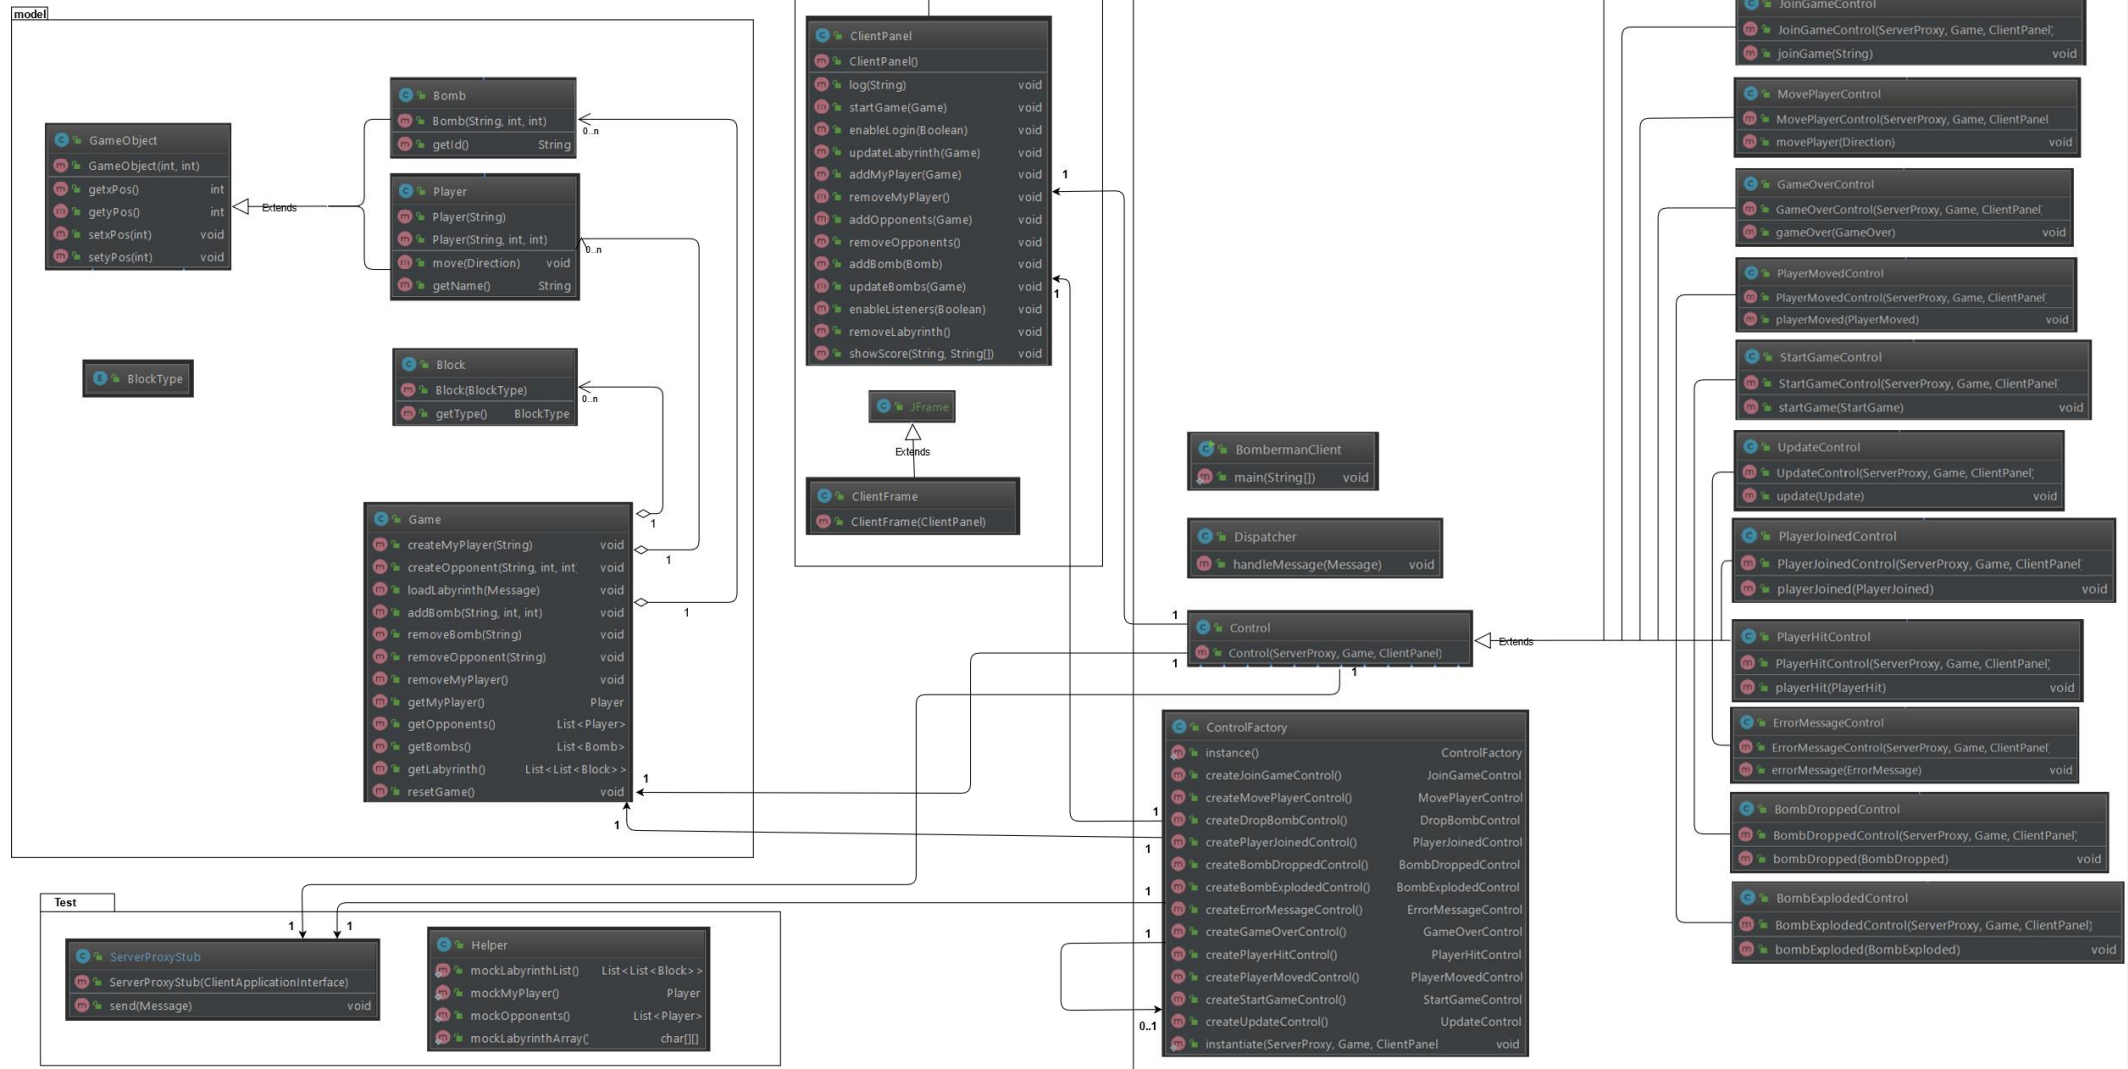 model
GameObject
GameObject(int, int)
getxPos() int
getyPos() int
setxPos(int) void
setyPos(int) void
Extends
Bomb
Bomb(String, int, int)
getId() String
0..n
Player
Player(String)
Player(String, int, int)
move(Direction) void
getName() String
0..n
BlockType
Block
Block(BlockType)
getType() BlockType
0..n
Game
createMyPlayer(String) void
createOpponent(String, int, int void
loadLabyrinth(Message) void
addBomb(String, int, int) void
removeBomb(String) void
removeOpponent(String) void
removeMyPlayer() void
getMyPlayer() Player
getOpponents() List<Player>
getBombs() List<Bomb>
getLabyrinth() List<List<Block>>
resetGame() void
1
1
1
1
1
Test
ServerProxyStub
ServerProxyStub(ClientApplicationInterface)
send(Message) void
1
1
Helper
mockLabyrinthList() List<List<Block>>
mockMyPlayer() Player
mockOpponents() List<Player>
mockLabyrinthArray( char[][]
ClientPanel
ClientPanel()
log(String) void
startGame(Game) void
enableLogin(Boolean) void
updateLabyrinth(Game) void
addMyPlayer(Game) void
removeMyPlayer() void
addOpponents(Game) void
removeOpponents() void
addBomb(Bomb) void
updateBombs(Game) void
enableListeners(Boolean) void
removeLabyrinth() void
showScore(String, String[]) void
1
1
JFrame
Extends
ClientFrame
ClientFrame(ClientPanel)
BombermanClient
main(String[]) void
Dispatcher
handleMessage(Message) void
Control
Control(ServerProxy, Game, ClientPanel)
1
1
1
Extends
ControlFactory
instance() ControlFactory
createJoinGameControl() JoinGameControl
createMovePlayerControl() MovePlayerControl
createDropBombControl() DropBombControl
createPlayerJoinedControl() PlayerJoinedControl
createBombDroppedControl() BombDroppedControl
createBombExplodedControl() BombExplodedControl
createErrorMessageControl() ErrorMessageControl
createGameOverControl() GameOverControl
createPlayerHitControl() PlayerHitControl
createPlayerMovedControl() PlayerMovedControl
createStartGameControl() StartGameControl
createUpdateControl() UpdateControl
instantiate(ServerProxy, Game, ClientPanel void
1
1
1
1
0..1
JoinGameControl
JoinGameControl(ServerProxy, Game, ClientPanel)
joinGame(String) void
MovePlayerControl
MovePlayerControl(ServerProxy, Game, ClientPanel
movePlayer(Direction) void
GameOverControl
GameOverControl(ServerProxy, Game, ClientPanel
gameOver(GameOver) void
PlayerMovedControl
PlayerMovedControl(ServerProxy, Game, ClientPanel
playerMoved(PlayerMoved) void
StartGameControl
StartGameControl(ServerProxy, Game, ClientPanel
startGame(StartGame) void
UpdateControl
UpdateControl(ServerProxy, Game, ClientPanel
update(Update) void
PlayerJoinedControl
PlayerJoinedControl(ServerProxy, Game, ClientPanel
playerJoined(PlayerJoined) void
PlayerHitControl
PlayerHitControl(ServerProxy, Game, ClientPanel
playerHit(PlayerHit) void
ErrorMessageControl
ErrorMessageControl(ServerProxy, Game, ClientPanel
errorMessage(ErrorMessage) void
BombDroppedControl
BombDroppedControl(ServerProxy, Game, ClientPanel
bombDropped(BombDropped) void
BombExplodedControl
BombExplodedControl(ServerProxy, Game, ClientPanel)
bombExploded(BombExploded) void